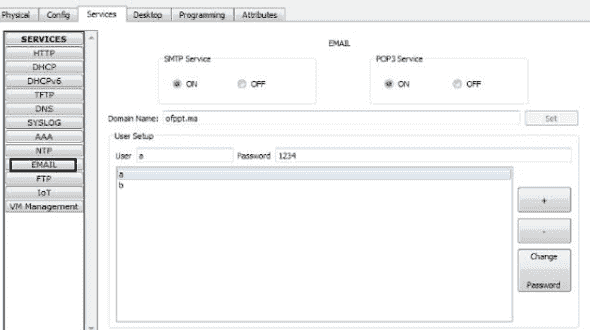 Physical Config Services Desktop Programming Attributes
SERVICES
HTTP
DHCP
DHCPv6
TFTP
DNS
SYSLOG
AAA
NTP
EMAIL
FTP
IoT
VM Management
EMAIL
SMTP Service
ON OFF
POP3 Service
ON OFF
Domain Name: ofppt.ma Set
User Setup
User a Password 1234
a
b
+
-
Change
Password